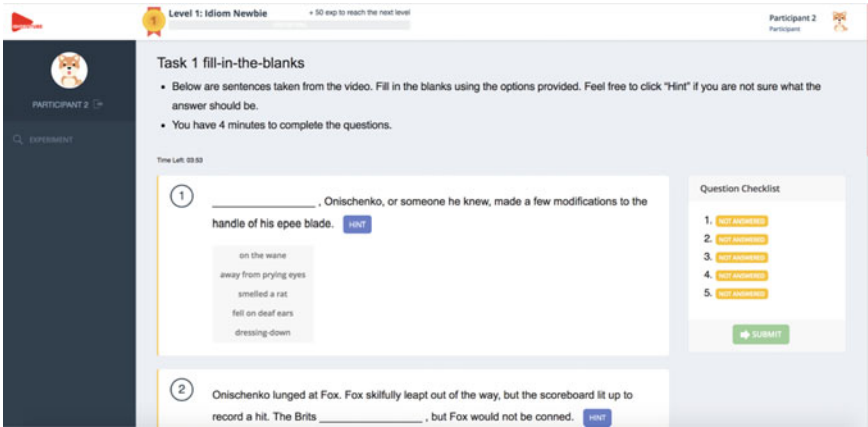 Level 1: Idiom Newbie + 50 exp to reach the next level
1
Participant 2
Participant
PARTICIPANT 2
EXPERIMENT
Task 1 fill-in-the-blanks
• Below are sentences taken from the video. Fill in the blanks using the options provided. Feel free to click "Hint" if you are not sure what the
answer should be.
• You have 4 minutes to complete the questions.
Time Left: 03:53
1
__________________ , Onischenko, or someone he knew, made a few modifications to the
handle of his epee blade. HINT
on the wane
away from prying eyes
smelled a rat
fell on deaf ears
dressing-down
Question Checklist
1. NOT ANSWERED
2. NOT ANSWERED
3. NOT ANSWERED
4. NOT ANSWERED
5. NOT ANSWERED
SUBMIT
2
Onischenko lunged at Fox. Fox skilfully leapt out of the way, but the scoreboard lit up to
record a hit. The Brits __________________ , but Fox would not be conned. HINT